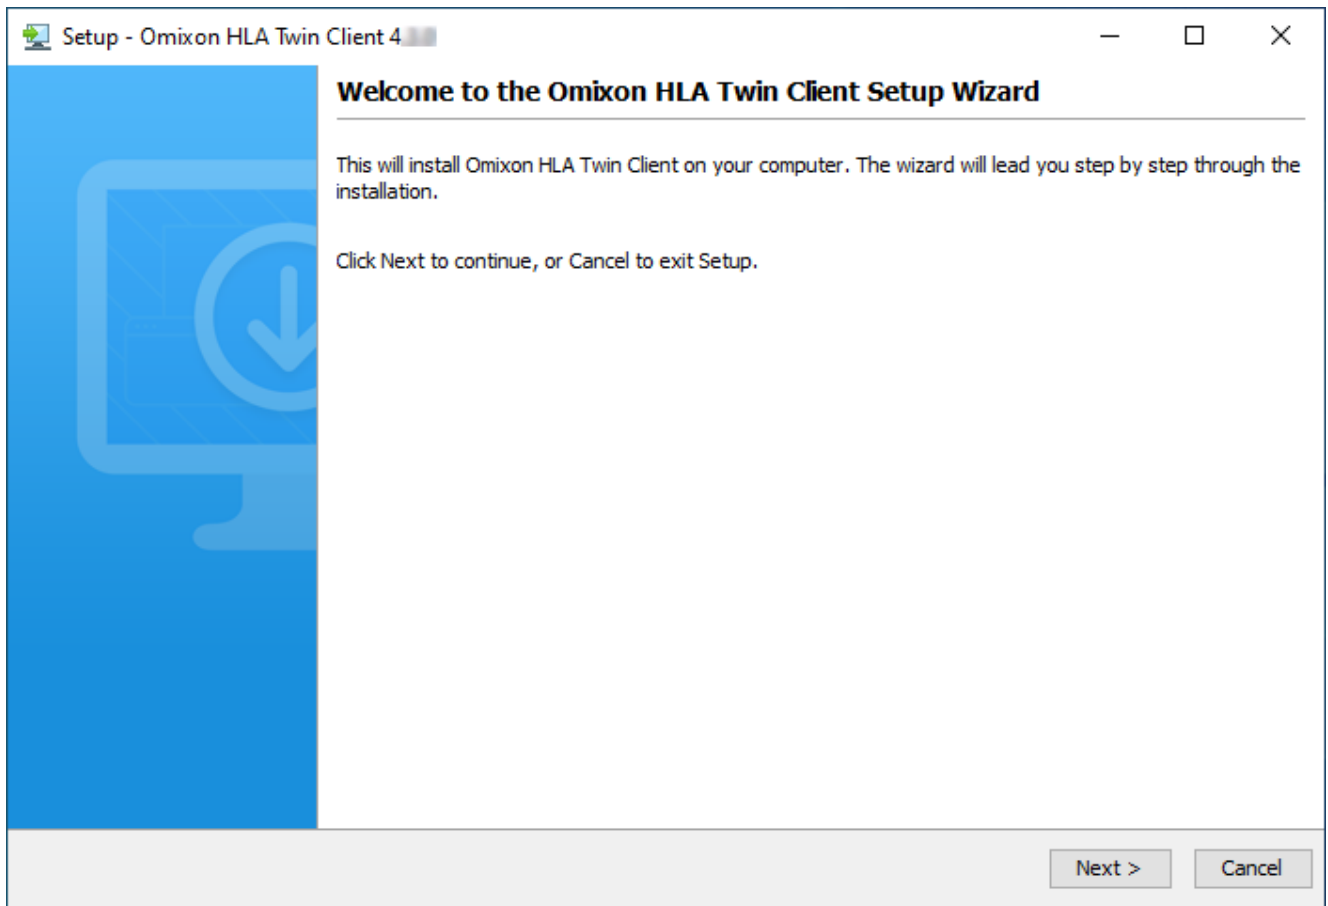 Setup - Omixon HLA Twin Client 4
Welcome to the Omixon HLA Twin Client Setup Wizard
This will install Omixon HLA Twin Client on your computer. The wizard will lead you step by step through the
installation.
Click Next to continue, or Cancel to exit Setup.
Next >
Cancel